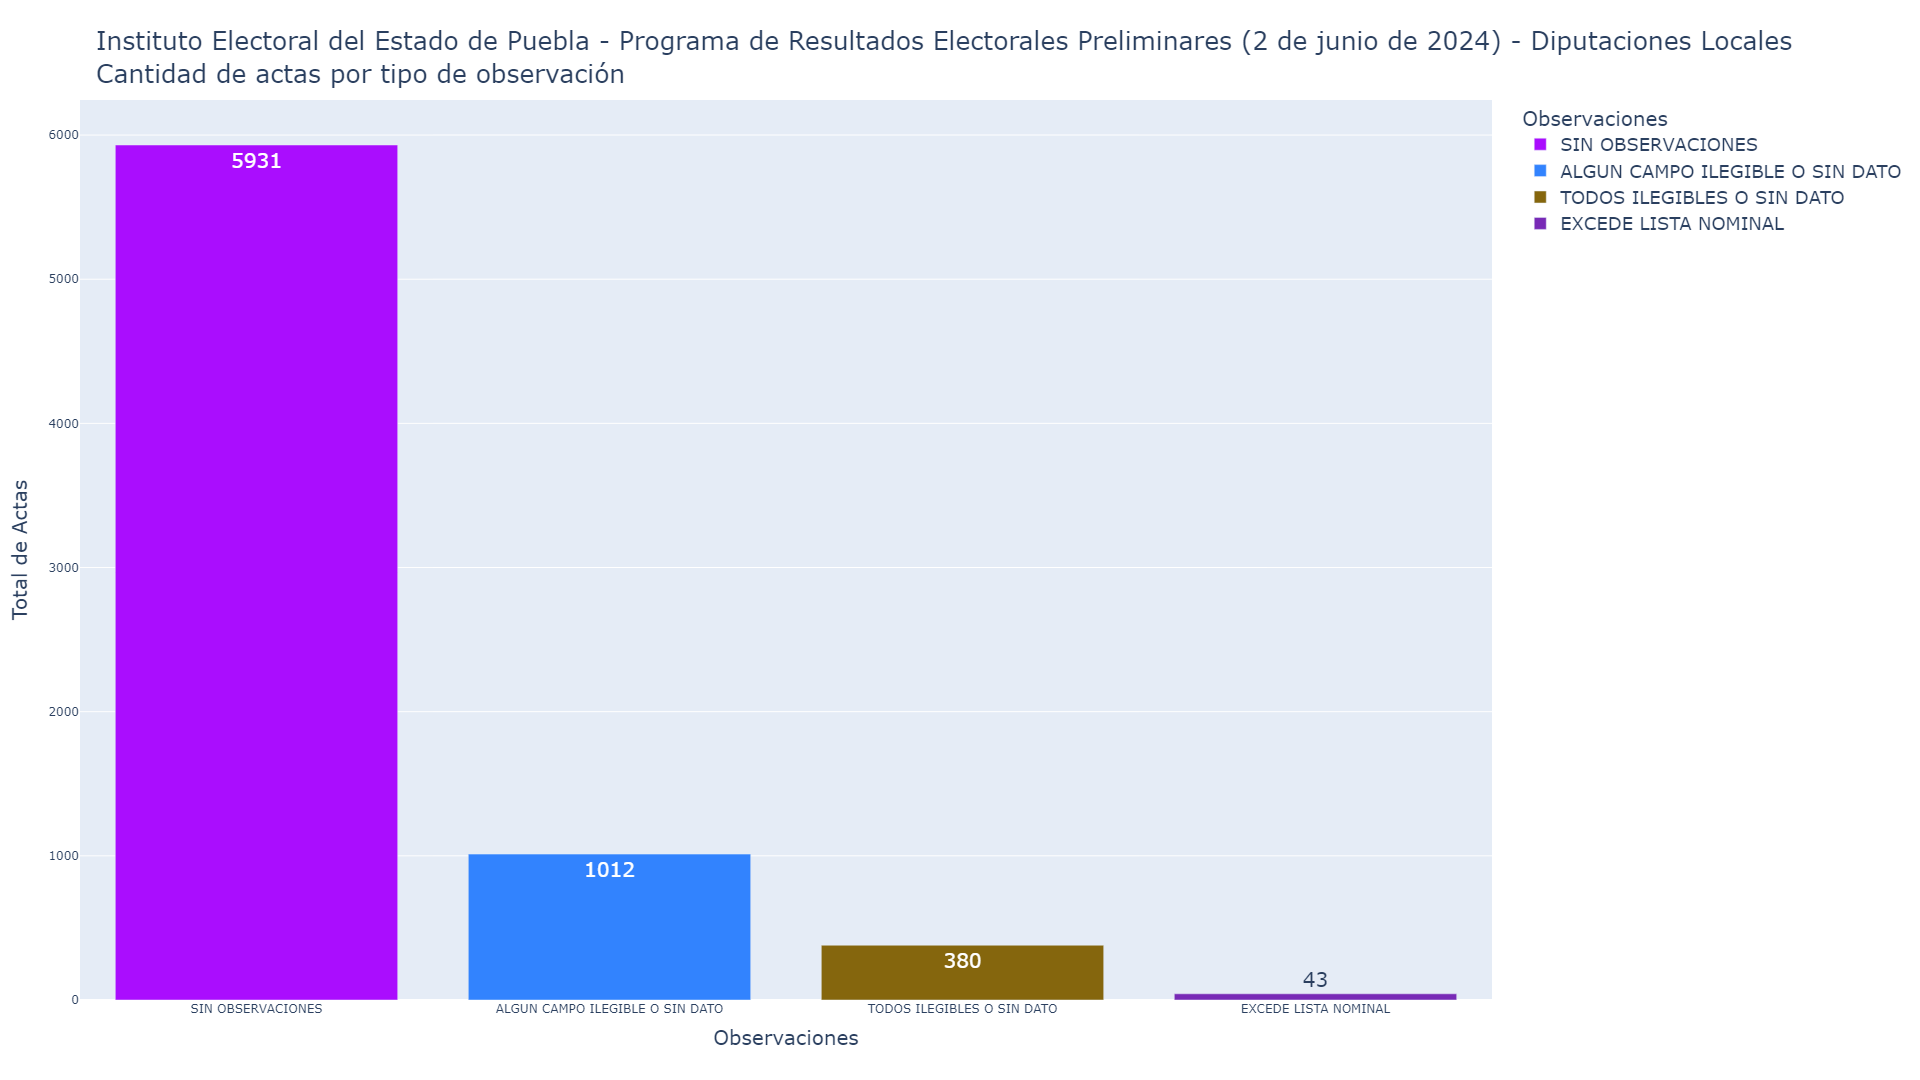 Instituto Electoral del Estado de Puebla - Programa de Resultados Electorales Preliminares (2 de junio de 2024) - Diputaciones Locales
Cantidad de actas por tipo de observación
Observaciones
SIN OBSERVACIONES
ALGUN CAMPO ILEGIBLE O SIN DATO
TODOS ILEGIBLES O SIN DATO
EXCEDE LISTA NOMINAL
Total de Actas
6000
5000
4000
3000
2000
1000
0
5931
1012
380
43
SIN OBSERVACIONES
ALGUN CAMPO ILEGIBLE O SIN DATO
TODOS ILEGIBLES O SIN DATO
EXCEDE LISTA NOMINAL
Observaciones